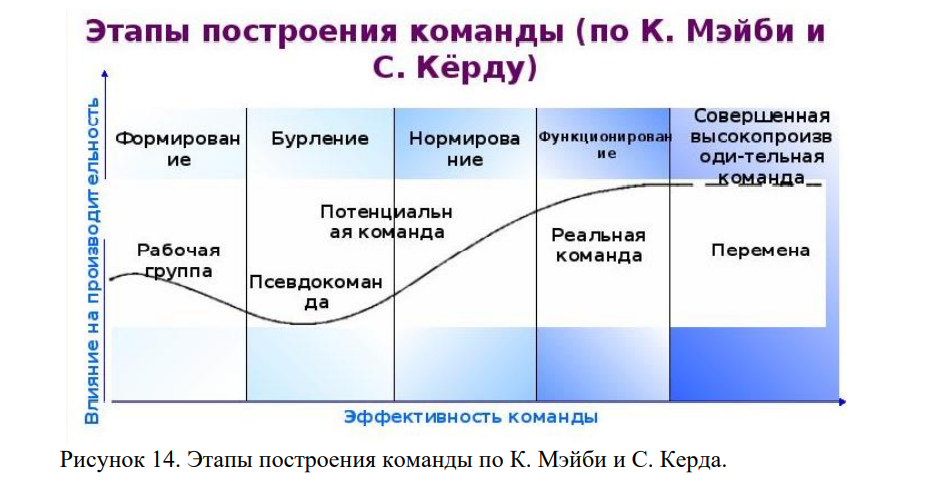 Этапы построения команды (по К. Мэйби и
С. Кёрду)
Влияние на производительность
Формирован
ие
Бурление
Нормирова
ние
Функционирован
ие
Совершенная
высокопроизв
оди-тельная
команда
Потенциальн
ая команда
Рабочая
группа
Псевдокоман
да
Реальная
команда
Перемена
Эффективность команды
Рисунок 14. Этапы построения команды по К. Мэйби и С. Керда.